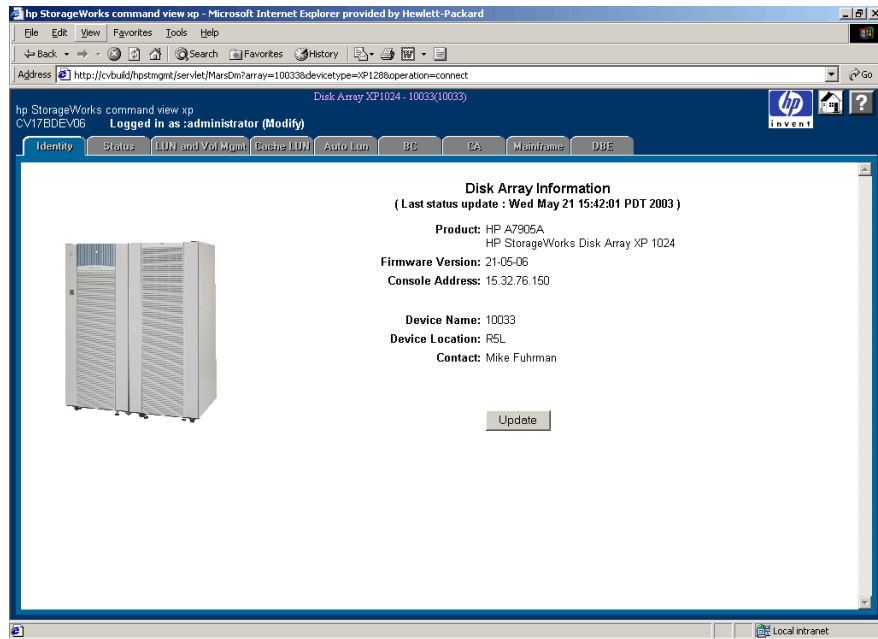 hp StorageWorks command view xp - Microsoft Internet Explorer provided by Hewlett-Packard
File Edit View Favorites Tools Help
Back Search Favorites History
Address http://cvbuild/hpstmgmt/servlet/MarsDm?array=10033&devicetype=XP128&operation=connect Go
Disk Array XP1024 - 10033(10033)
hp StorageWorks command view xp
CV17BDEV06 Logged in as :administrator (Modify)
hp
invent
?
Identity Status LUN and Vol Mgmt Cache LUN Auto Lun BC CA Mainframe DBE
Disk Array Information
( Last status update : Wed May 21 15:42:01 PDT 2003 )
Product: HP A7905A
HP StorageWorks Disk Array XP 1024
Firmware Version: 21-05-06
Console Address: 15.32.76.150
Device Name: 10033
Device Location: R5L
Contact: Mike Fuhrman
Update
Local intranet